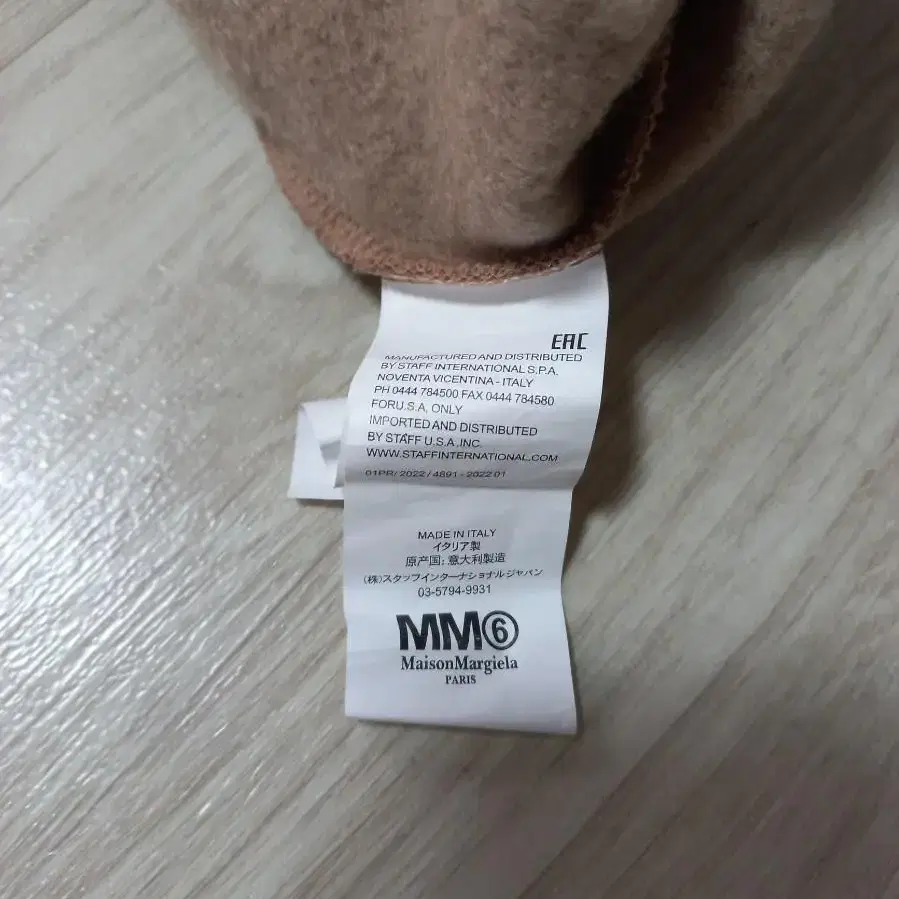 EAC
MANUFACTURED AND DISTRIBUTED
BY STAFF INTERNATIONAL S.P.A.
NOVENTA VICENTINA - ITALY
PH 0444 784500 FAX 0444 784580
FOR U.S.A, ONLY
IMPORTED AND DISTRIBUTED
BY STAFF U.S.A.,INC.
WWW.STAFFINTERNATIONAL.COM
01PR/ 2022 / 4891 - 2022 01
MADE IN ITALY
イタリア製
原产国：意大利製造
(株)スタッフインターナショナルジャパン
03-5794-9931
MM⑥
MaisonMargiela
PARIS